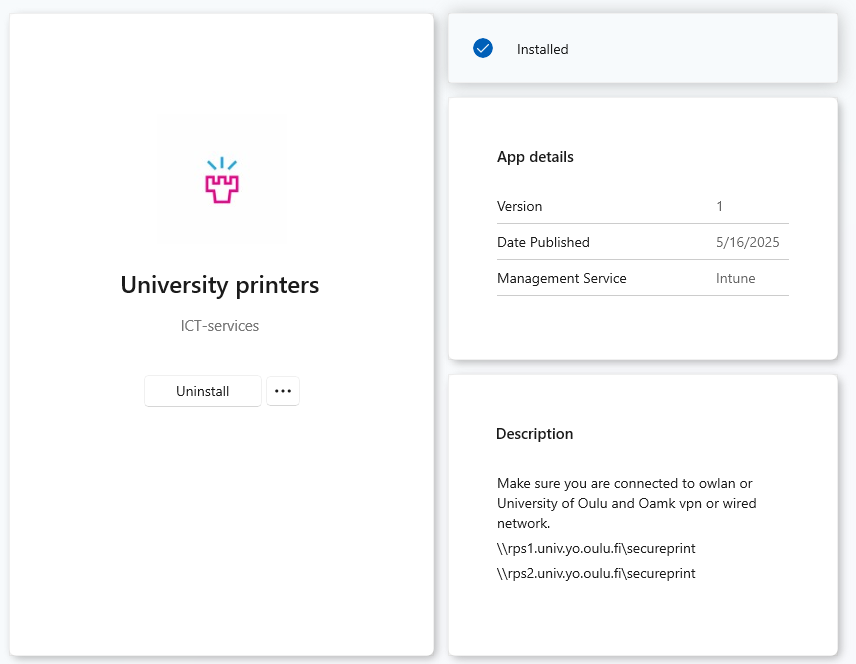 University printers
ICT-services
Uninstall
Installed
App details
Version 1
Date Published 5/16/2025
Management Service Intune
Description
Make sure you are connected to owlan or
University of Oulu and Oamk vpn or wired
network.
\\rps1.univ.yo.oulu.fi\secureprint
\\rps2.univ.yo.oulu.fi\secureprint